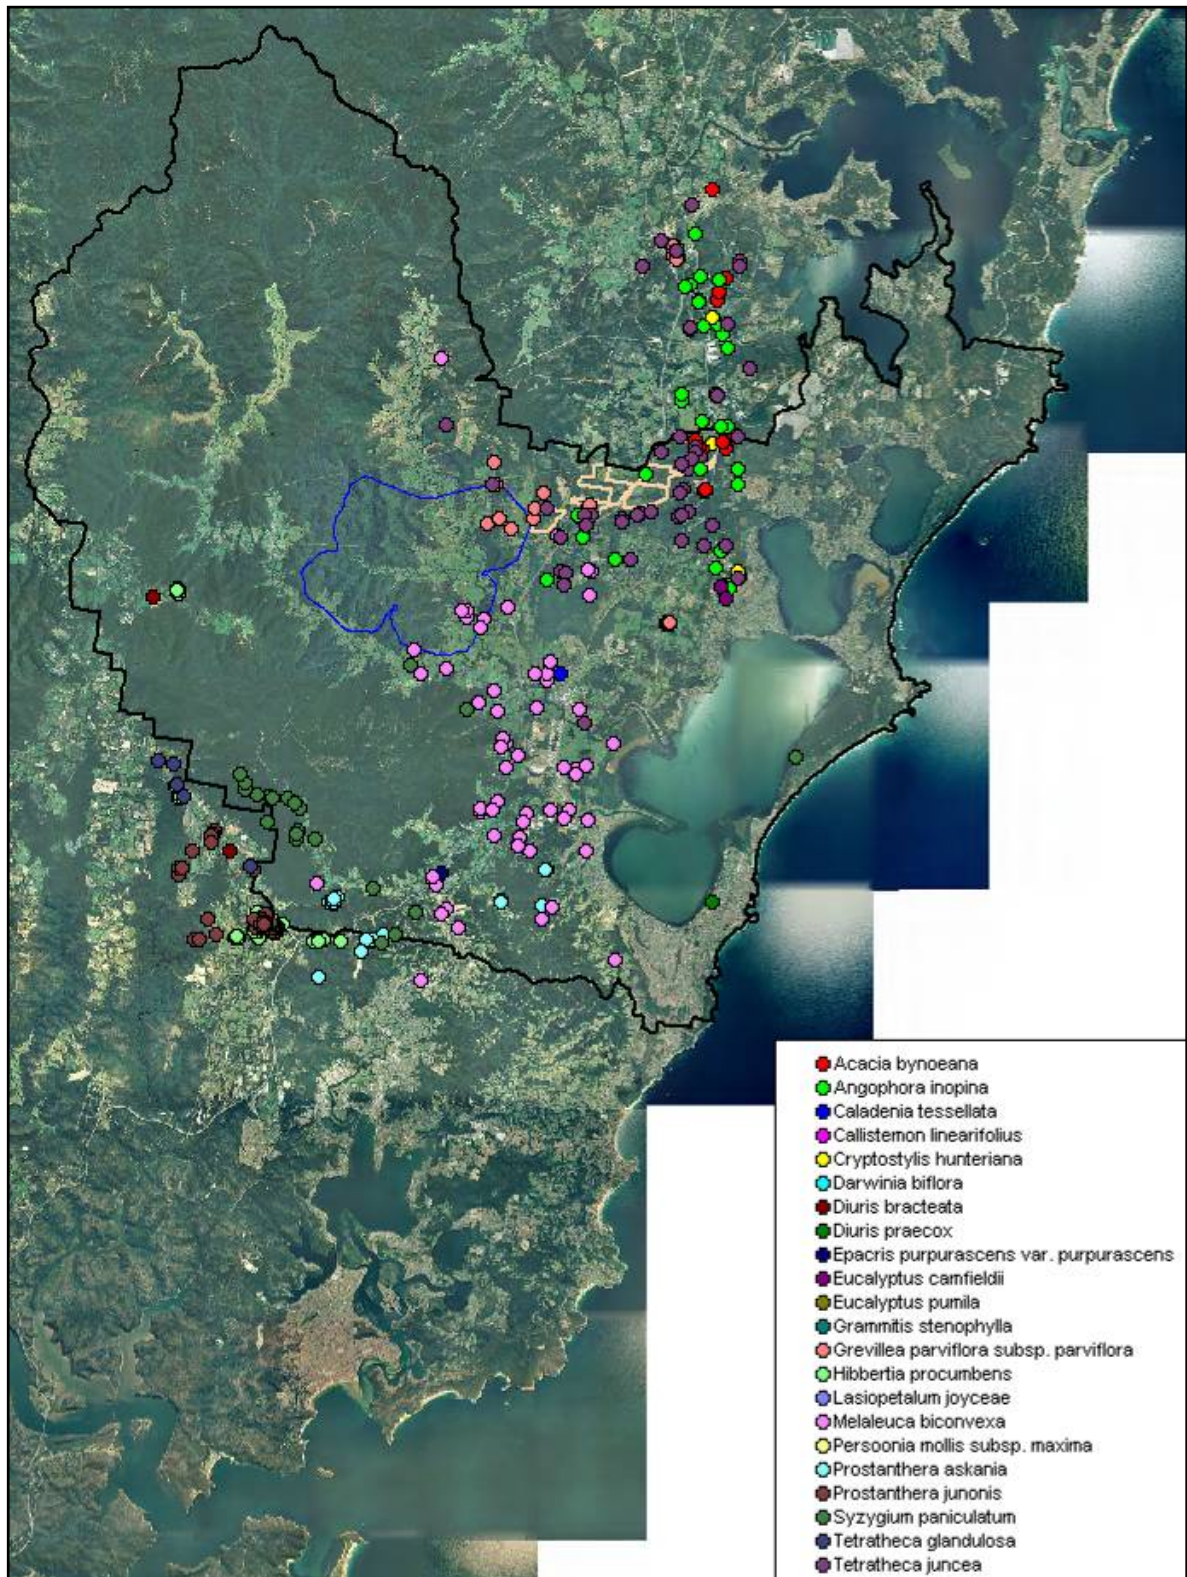 Acacia bynoeana
Angophora inopina
Caladenia tessellata
Callistemon linearifolius
Cryptostylis hunteriana
Darwinia biflora
Diuris bracteata
Diuris praecox
Epacris purpurascens var. purpurascens
Eucalyptus camfieldii
Eucalyptus pumila
Grammitis stenophylla
Grevillea parviflora subsp. parviflora
Hibbertia procumbens
Lasiopetalum joyceae
Melaleuca biconvexa
Persoonia mollis subsp. maxima
Prostanthera askania
Prostanthera junonis
Syzygium paniculatum
Tetratheca glandulosa
Tetratheca juncea